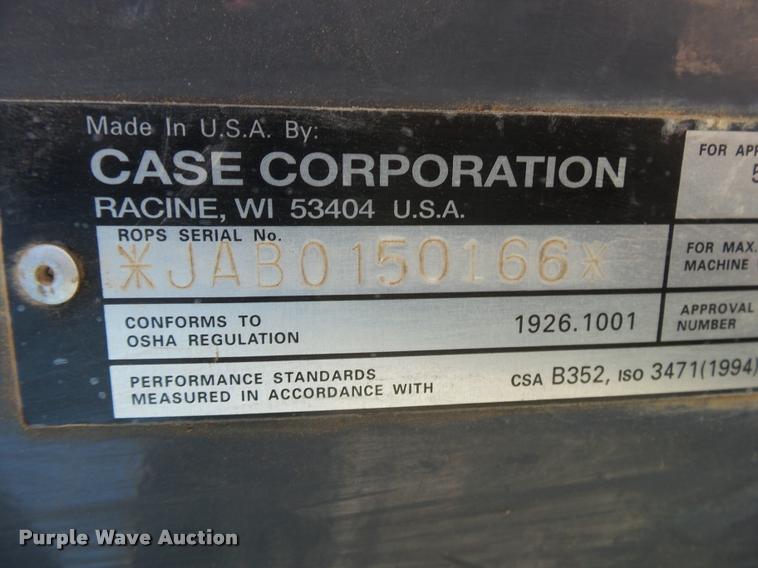 Made In U.S.A. By:
CASE CORPORATION
RACINE, WI 53404 U.S.A.
ROPS SERIAL No.
*JAB0150166*
CONFORMS TO
OSHA REGULATION
1926.1001
PERFORMANCE STANDARDS
MEASURED IN ACCORDANCE WITH
CSA B352, ISO 3471(1994)
FOR
FOR MAX.
MACHINE
APPROVAL
NUMBER
Purple Wave Auction